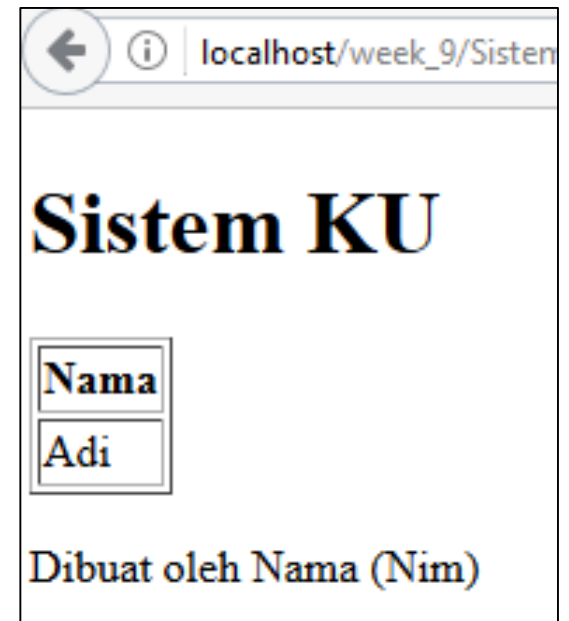 localhost/week_9/Sistem
Sistem KU
Nama
Adi
Dibuat oleh Nama (Nim)